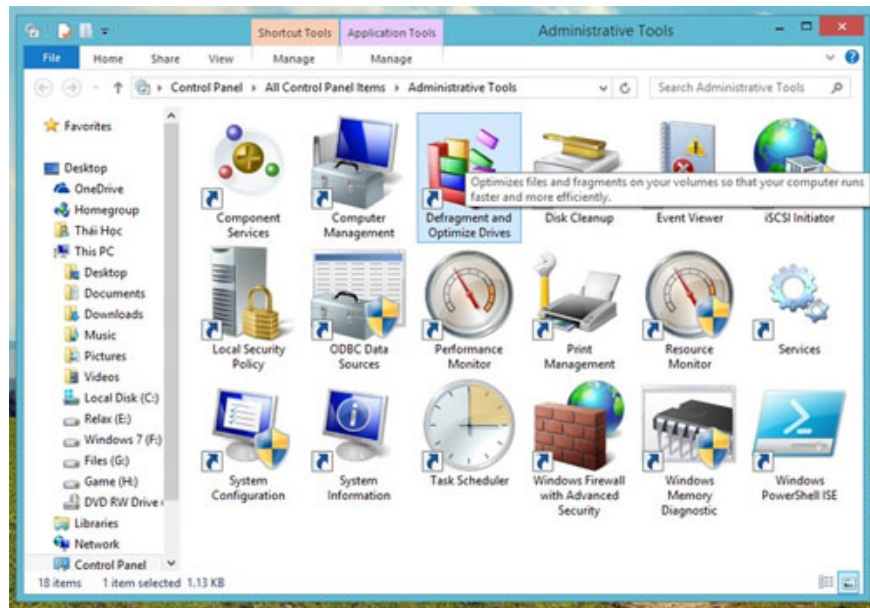 Shortcut Tools
Application Tools
Administrative Tools
File
Home
Share
View
Manage
Manage
Control Panel
All Control Panel Items
Administrative Tools
Search Administrative Tools
Favorites
Desktop
OneDrive
Homegroup
Thái Học
This PC
Desktop
Documents
Downloads
Music
Pictures
Videos
Local Disk (C:)
Relax (E:)
Windows 7 (F:)
Files (G:)
Game (H:)
DVD RW Drive
Libraries
Network
Control Panel
Component
Services
Computer
Management
Defragment and
Optimize Drives
Disk Cleanup
Event Viewer
iSCSI Initiator
Optimizes files and fragments on your volumes so that your computer runs
faster and more efficiently.
Local Security
Policy
ODBC Data
Sources
Performance
Monitor
Print
Management
Resource
Monitor
Services
System
Configuration
System
Information
Task Scheduler
Windows Firewall
with Advanced
Security
Windows
Memory
Diagnostic
Windows
PowerShell ISE
18 items
1 item selected 1.13 KB